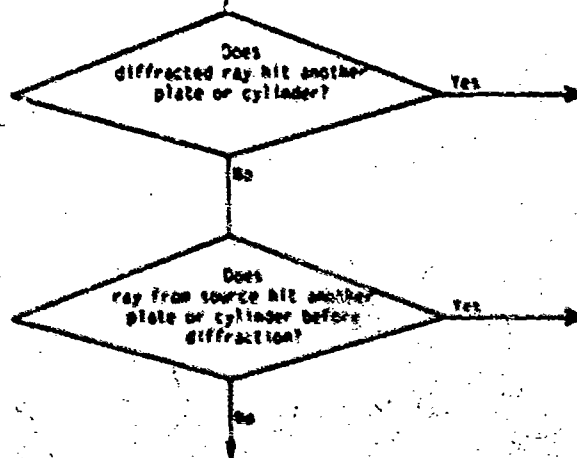 Does
diffracted ray hit another
plate or cylinder?
Yes
No
Does
ray from source hit another
plate or cylinder before
diffraction?
Yes
No